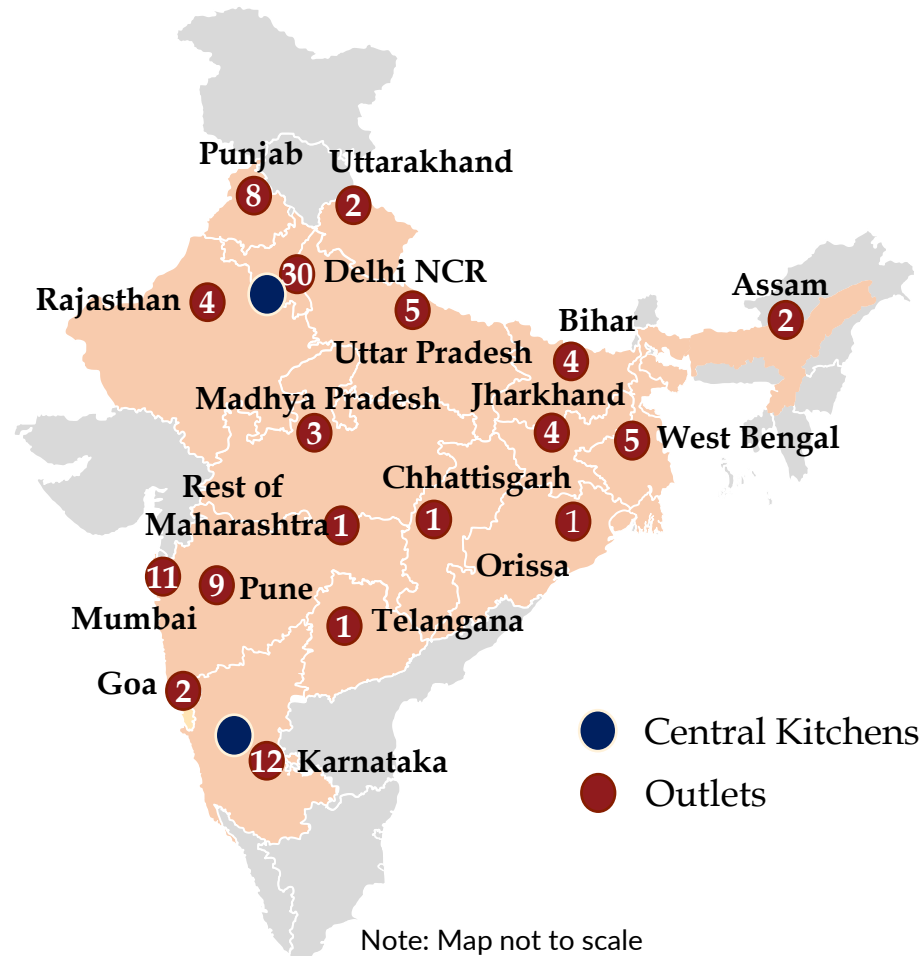 Punjab
8
Uttarakhand
2
30
Delhi NCR
Rajasthan
4
5
Uttar Pradesh
Bihar
4
Assam
2
Madhya Pradesh
3
Jharkhand
4
5
West Bengal
Rest of
Maharashtra
1
Chhattisgarh
1
1
Orissa
11
Mumbai
9
Pune
1
Telangana
Goa
2
12
Karnataka
Central Kitchens
Outlets
Note: Map not to scale